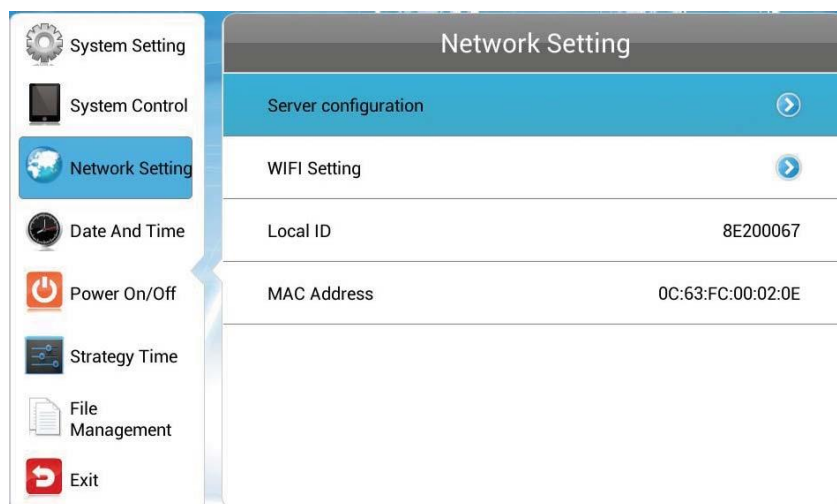 System Setting
System Control
Network Setting
Date And Time
Power On/Off
Strategy Time
File
Management
Exit
Network Setting
Server configuration
WIFI Setting
Local ID 8E200067
MAC Address 0C:63:FC:00:02:0E